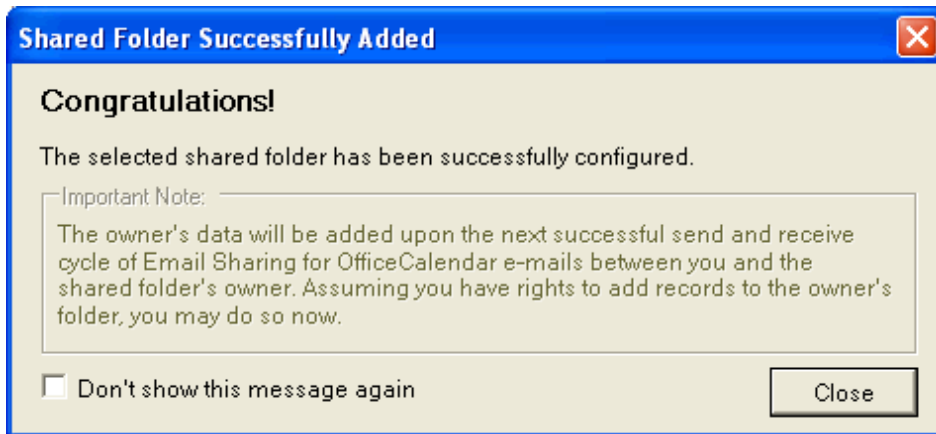 Shared Folder Successfully Added
Congratulations!
The selected shared folder has been successfully configured.
Important Note:
The owner's data will be added upon the next successful send and receive
cycle of Email Sharing for OfficeCalendar e-mails between you and the
shared folder's owner. Assuming you have rights to add records to the owner's
folder, you may do so now.
Don't show this message again
Close